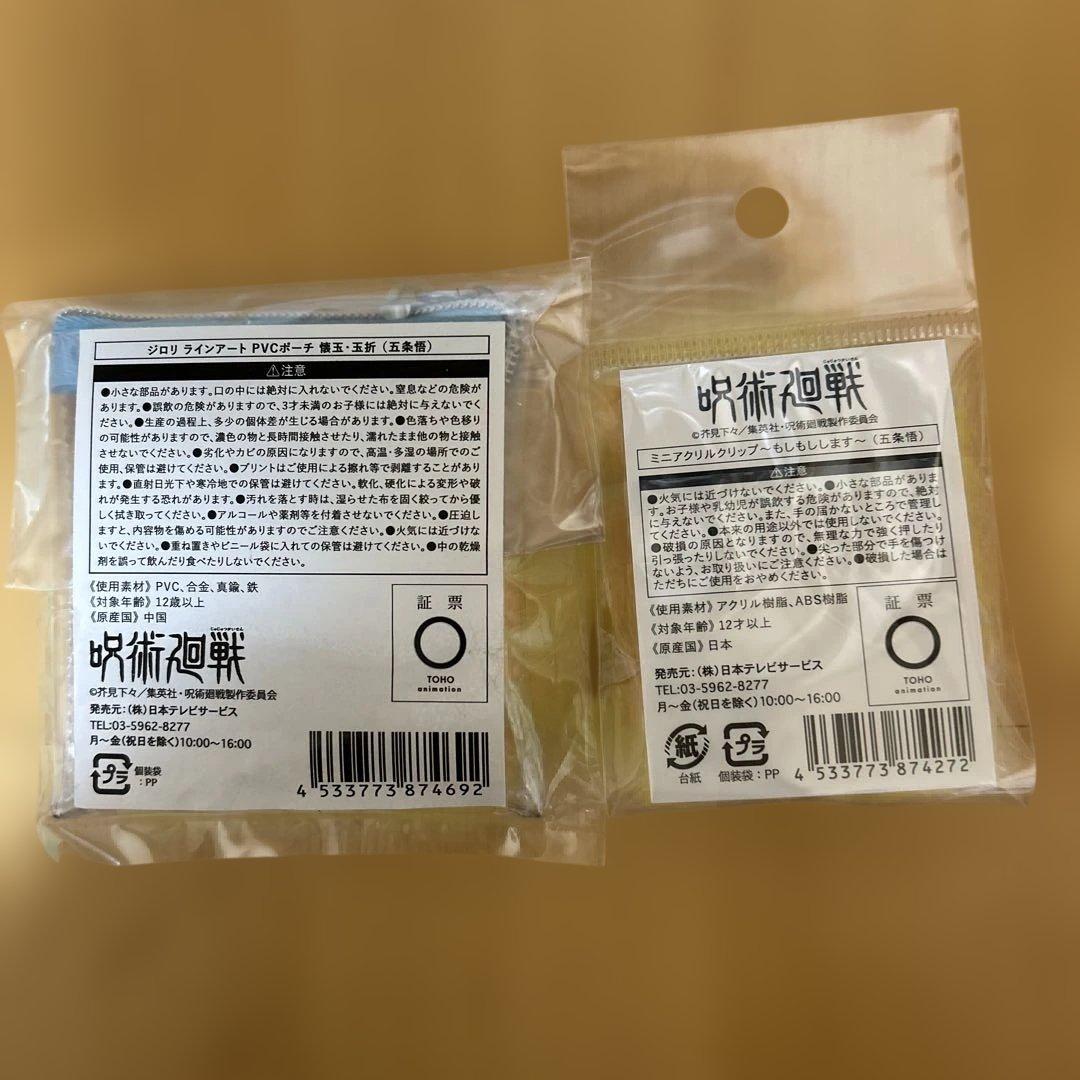 ジロリ ラインアート PVCポーチ 懐玉・玉折（五条悟）
⚠注意
●小さな部品があります。口の中には絶対に入れないでください。窒息などの危険が
あります。●誤飲の危険がありますので、3才未満のお子様には絶対に与えないでく
ださい。●生産の過程上、多少の個体差が生じる場合があります。●色落ちや色移り
の可能性がありますので、濃色の物と長時間接触させたり、濡れたまま他の物と接触
させないでください。●劣化やカビの原因になりますので、高温・多湿の場所でのご
使用、保管は避けてください。●プリントはご使用による擦れ等で剥離することがあり
ます。●直射日光下や寒冷地での保管は避けてください。軟化、硬化による変形や破
れが発生する恐れがあります。●汚れを落とす時は、湿らせた布を固く絞ってから優
しく拭き取ってください。●アルコールや薬剤等を付着させないでください。●圧迫し
ますと、内容物を傷める可能性がありますのでご注意ください。●火気には近づけな
いでください。●重ね置きやビニール袋に入れての保管は避けてください。●中の乾燥
剤を誤って飲んだり食べたりしないでください。
《使用素材》PVC、合金、真鍮、鉄
《対象年齢》12歳以上
《原産国》中国
じゅじゅつかいせん
呪術廻戦
©芥見下々／集英社・呪術廻戦製作委員会
発売元：（株）日本テレビサービス
TEL:03-5962-8277
月〜金（祝日を除く）10:00〜16:00
証票
TOHO
animation
プラ
個装袋
：PP
4 533773 874692
じゅじゅつかいせん
呪術廻戦
©芥見下々／集英社・呪術廻戦製作委員会
ミニアクリルクリップ〜もしもしします〜（五条悟）
⚠注意
●火気には近づけないでください。●小さな部品がありま
す。お子様や乳幼児が誤飲する危険がありますので、絶対
に与えないでください。また、手の届かないところで管理し
てください。●本来の用途以外では使用しないでください。
●破損の原因となりますので、無理な力で強く押したり
引っ張ったりしないでください。●尖った部分で手を傷つけ
ないよう、お取り扱いにご注意ください。●破損した場合は
ただちにご使用をおやめください。
《使用素材》アクリル樹脂、ABS樹脂
《対象年齢》12才以上
《原産国》日本
発売元：（株）日本テレビサービス
TEL:03-5962-8277
月〜金（祝日を除く）10:00〜16:00
証票
TOHO
animation
紙
台紙
プラ
個装袋：PP
4 533773 874272